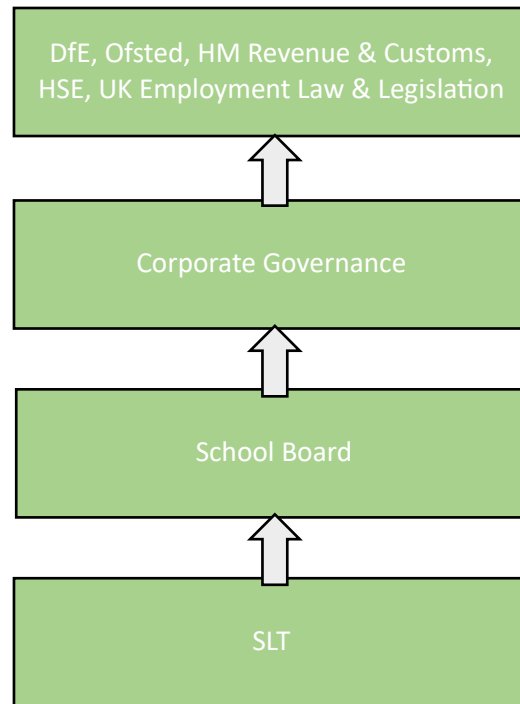 DfE, Ofsted, HM Revenue & Customs,
HSE, UK Employment Law & Legislation
Corporate Governance
School Board
SLT